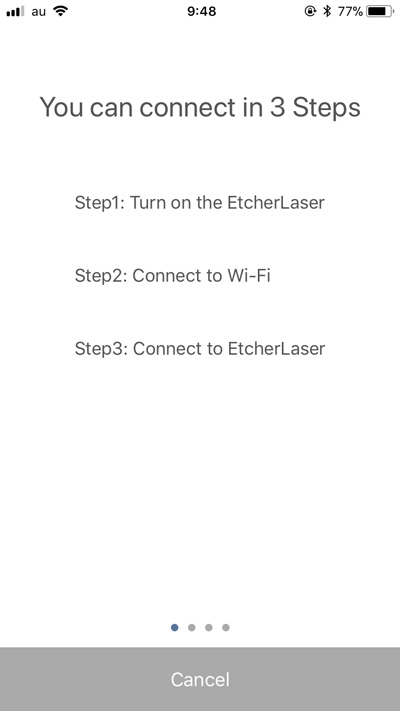 au 9:48 77%
You can connect in 3 Steps
Step1: Turn on the EtcherLaser
Step2: Connect to Wi-Fi
Step3: Connect to EtcherLaser
Cancel